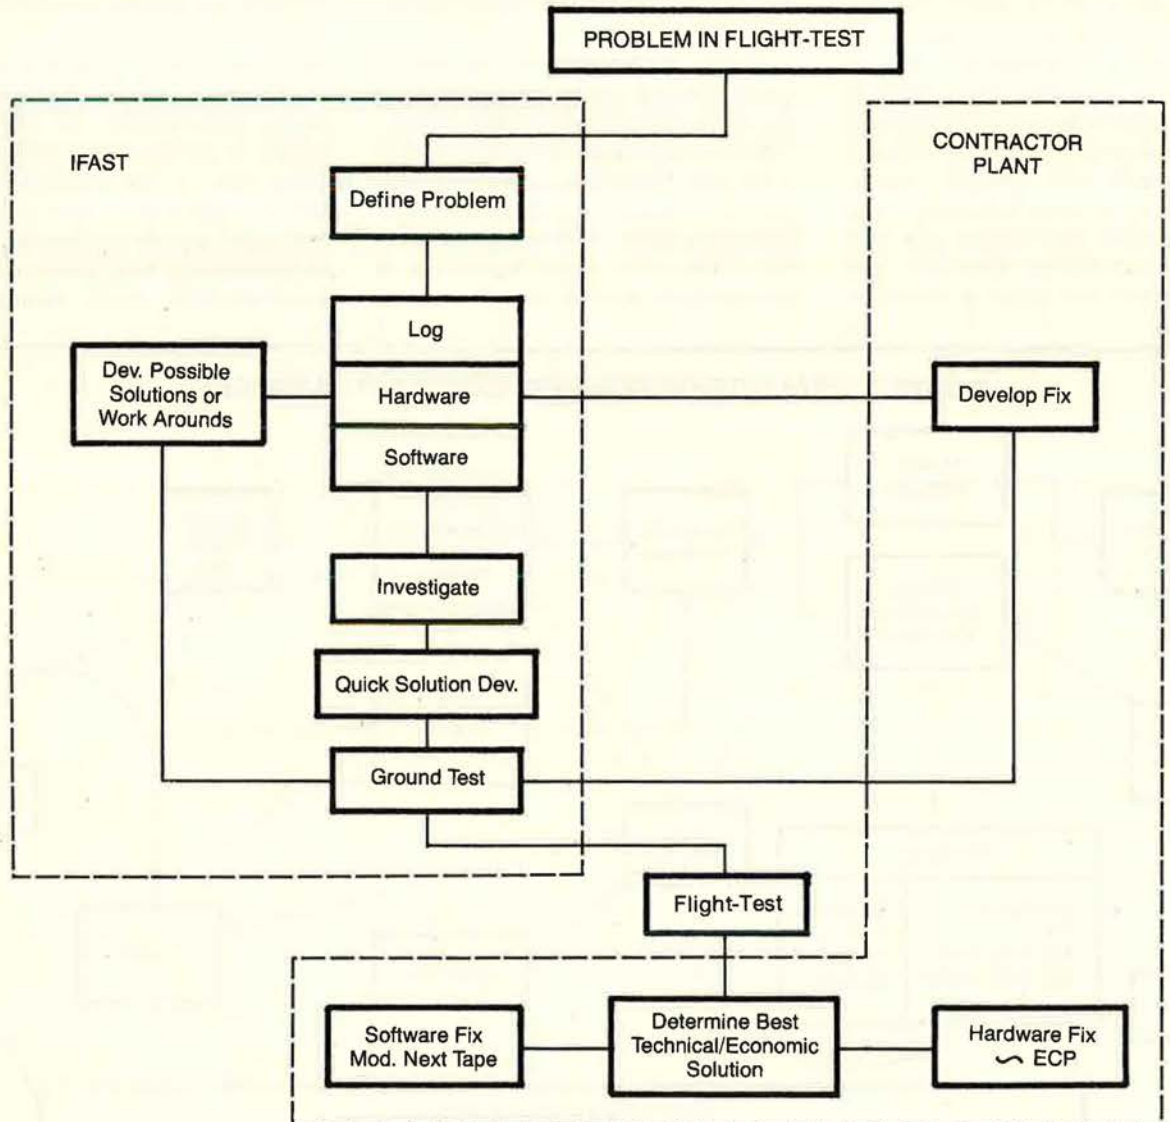 PROBLEM IN FLIGHT-TEST
IFAST
CONTRACTOR
PLANT
Define Problem
Log
Dev. Possible
Solutions or
Work Arounds
Hardware
Develop Fix
Software
Investigate
Quick Solution Dev.
Ground Test
Flight-Test
Software Fix
Mod. Next Tape
Determine Best
Technical/Economic
Solution
Hardware Fix
∽ ECP